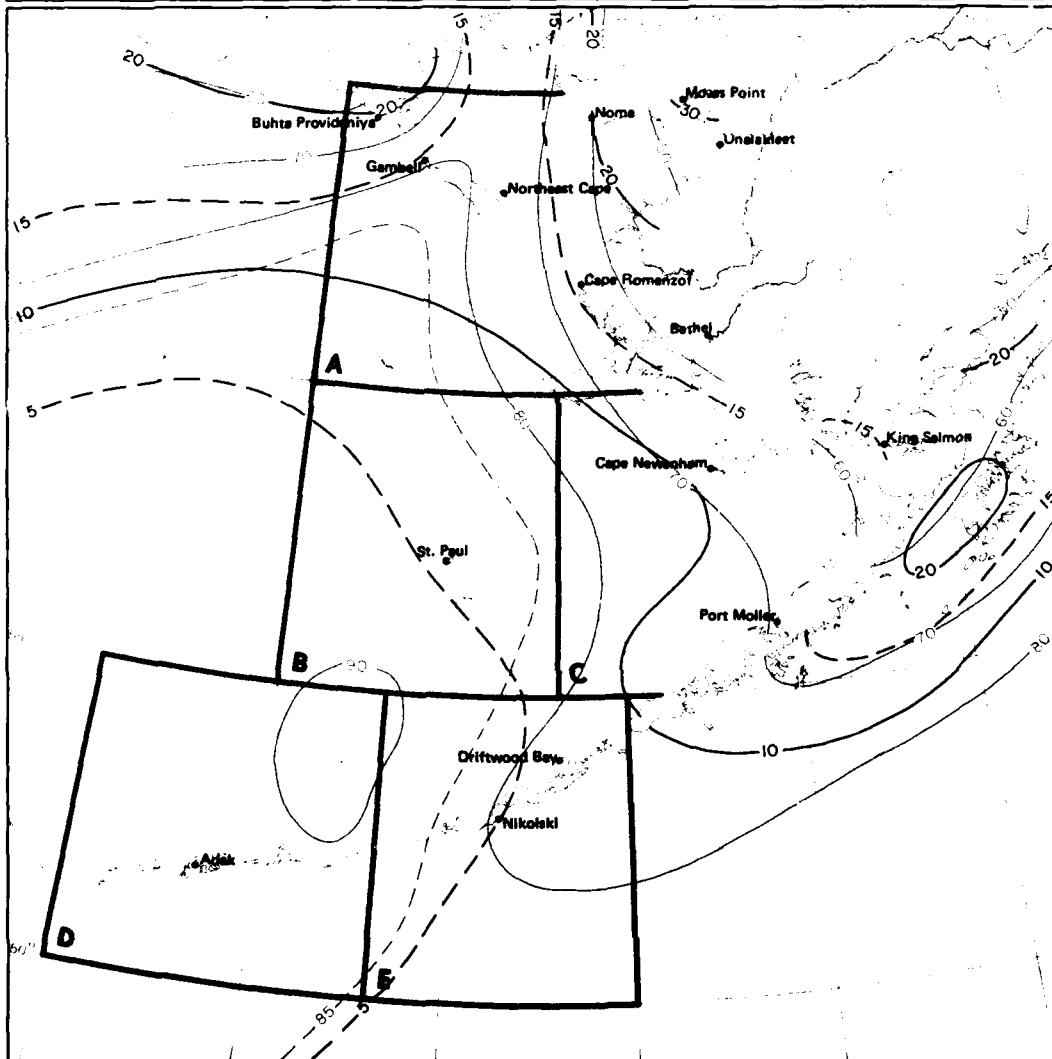 15
15
20
20
20
Moses Point
30
Nome
Buhta Provideniya
Unalakleet
Gambell
Northeast Cape
20
15
Cape Romanzof
10
Bethel
20
A
5
80
15
60
15
King Salmon
60
Cape Newenham
70
15
St. Paul
20
10
Port Moller
70
B
90
C
80
10
Driftwood Bay
Nikolski
Adak
D
E
5
85